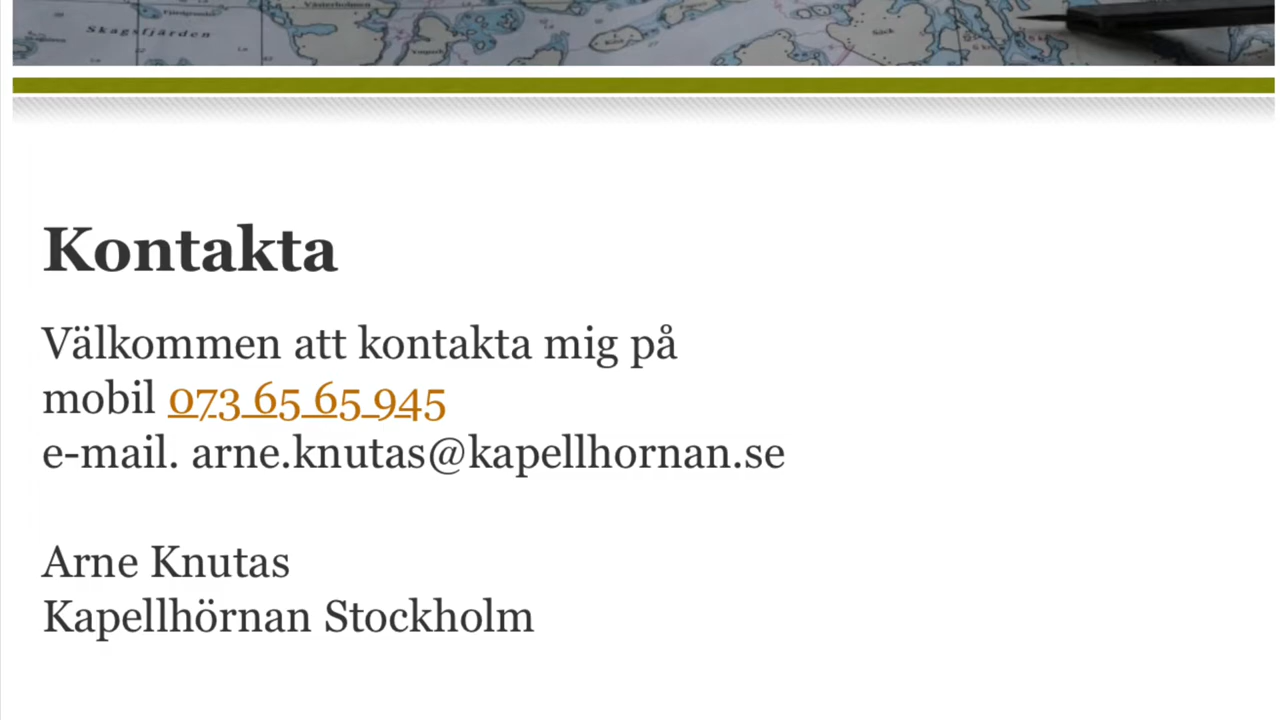 Skagsfjärden
Kontakta
Välkommen att kontakta mig på
mobil 073 65 65 945
e-mail. arne.knutas@kapellhornan.se
Arne Knutas
Kapellhörnan Stockholm